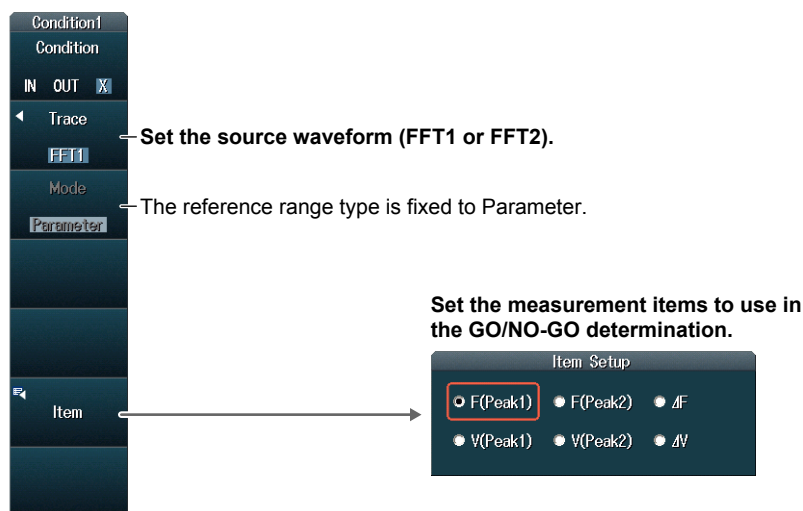 Condition1
Condition
IN OUT X
Trace
FFT1
Set the source waveform (FFT1 or FFT2).
Mode
Parameter
The reference range type is fixed to Parameter.
Item
Set the measurement items to use in
the GO/NO-GO determination.
Item Setup
F(Peak1) F(Peak2) ΔF
V(Peak1) V(Peak2) ΔV